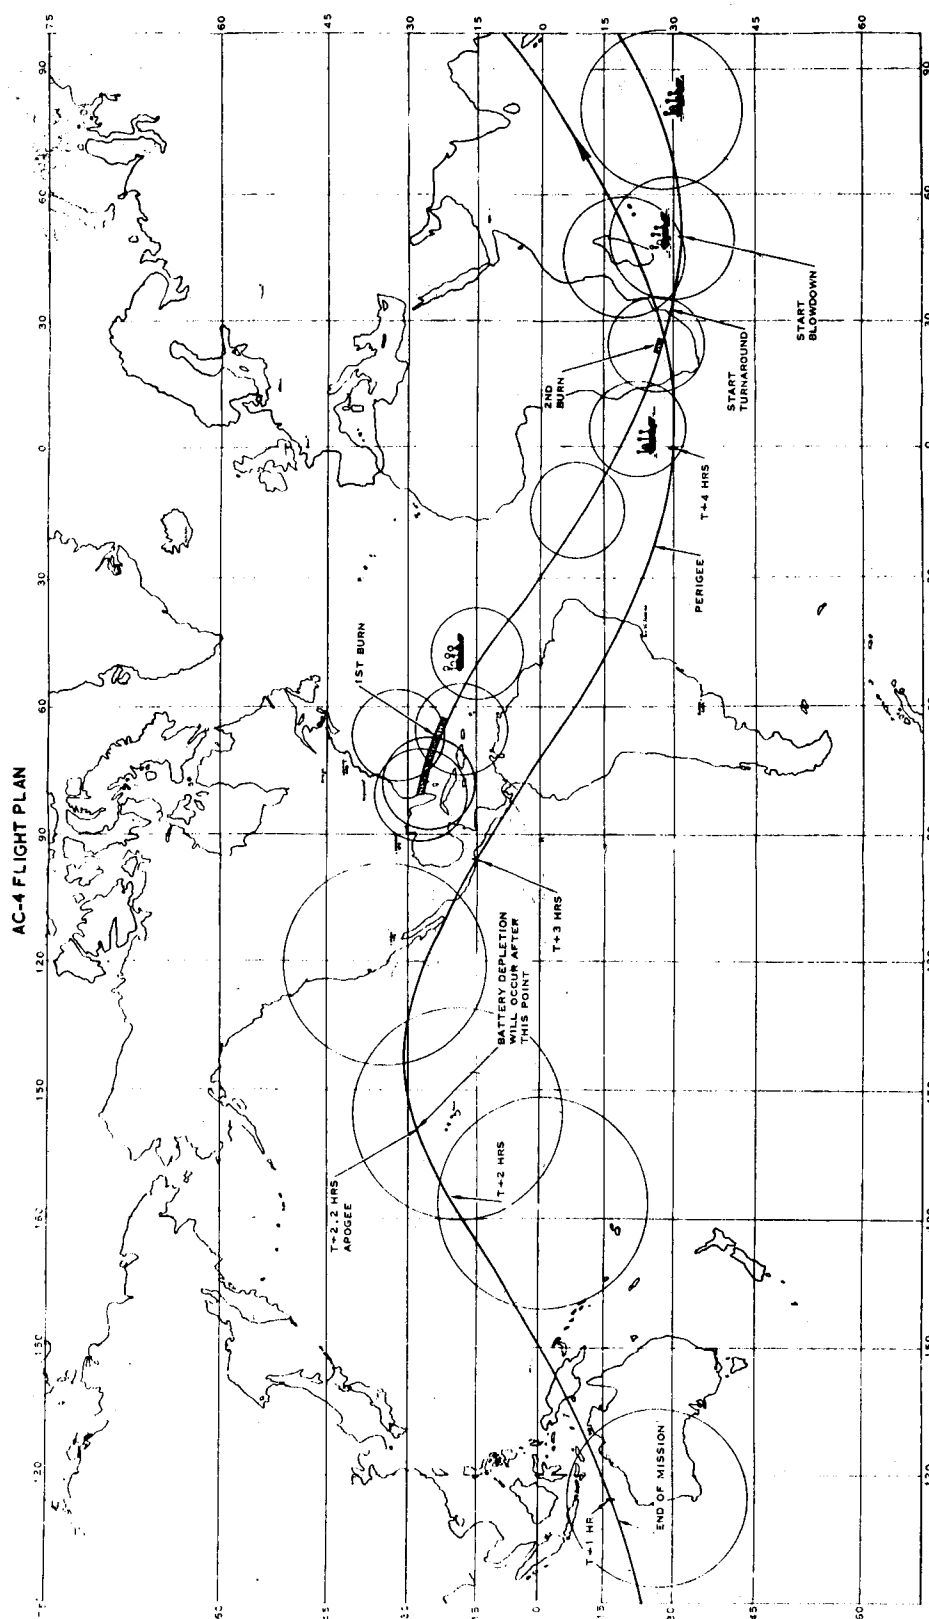 AC-4 FLIGHT PLAN
120
150
150
120
90
60
30
0
30
60
90
75
60
45
30
15
0
15
30
45
60
75
1ST BURN
T+2.2 HRS
APOGEE
BATTERY DEPLETION
WILL OCCUR AFTER
THIS POINT
T+2 HRS
T+3 HRS
2ND
BURN
T+1 HR
END OF MISSION
PERIGEE
T+4 HRS
START
TURNAROUND
START
BLOWDOWN